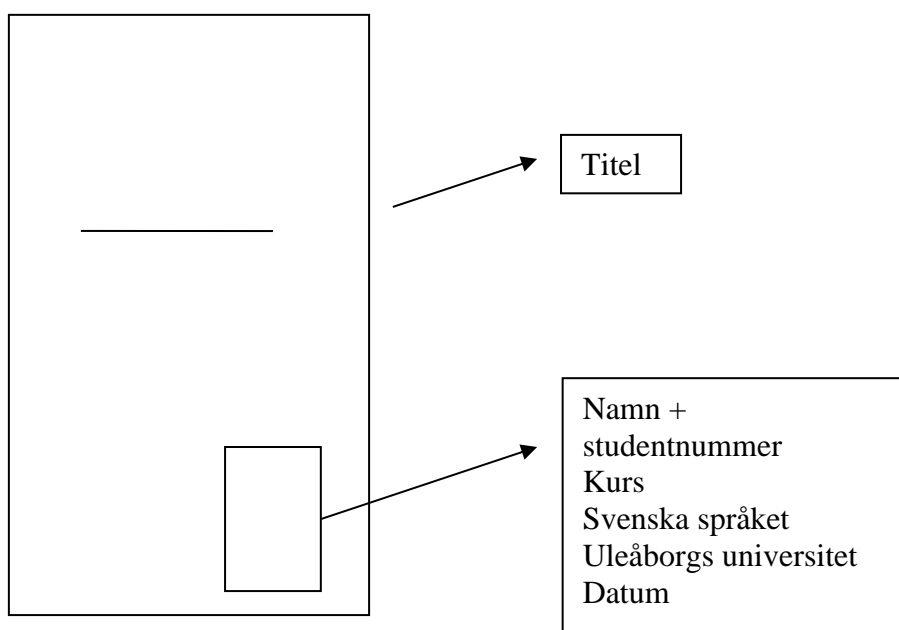 Titel
Namn +
studentnummer
Kurs
Svenska språket
Uleåborgs universitet
Datum